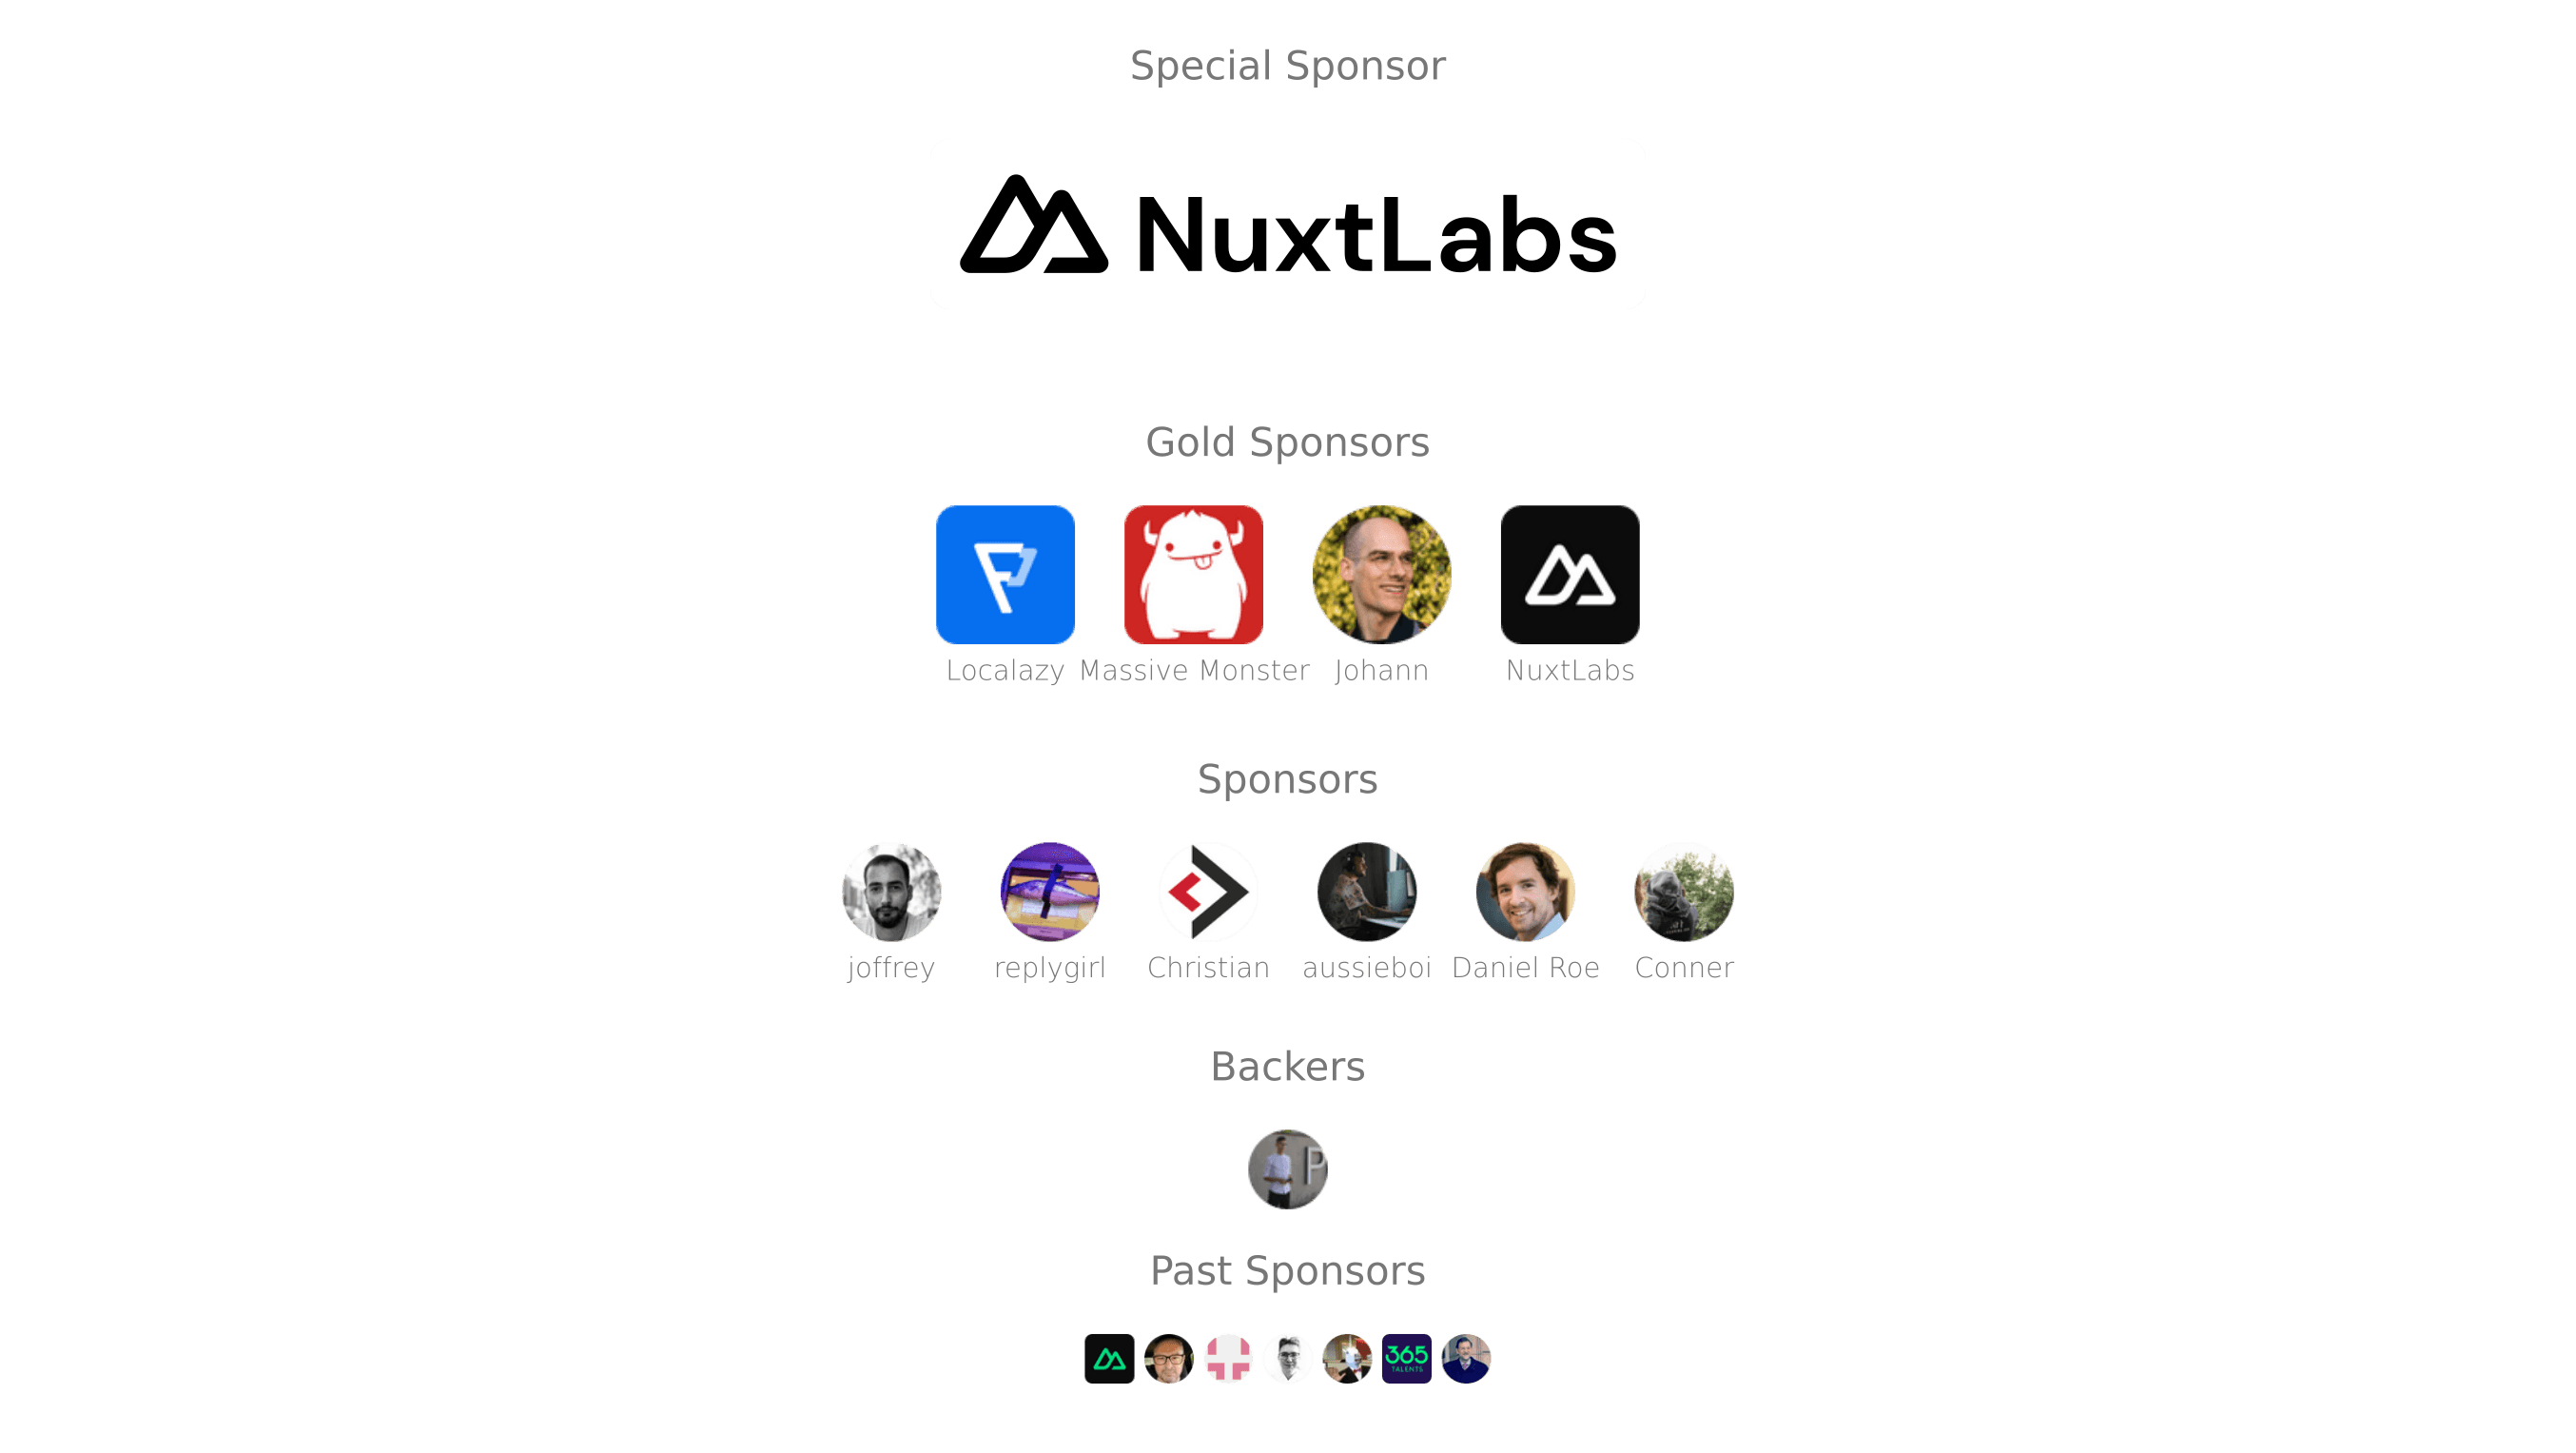 Special Sponsor
NuxtLabs
Gold Sponsors
Localazy Massive Monster Johann NuxtLabs
Sponsors
joffrey replygirl Christian aussieboi Daniel Roe Conner
Backers
P
Past Sponsors
365
TALENTS